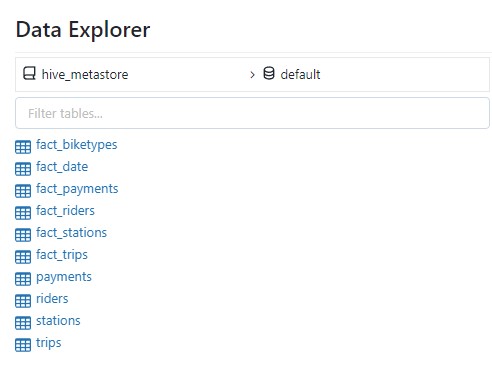 Data Explorer
hive_metastore > default
Filter tables...
fact_biketypes
fact_date
fact_payments
fact_riders
fact_stations
fact_trips
payments
riders
stations
trips